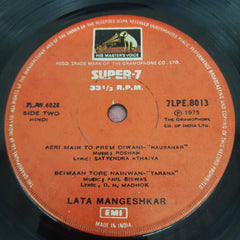 HIS MASTER'S VOICE
REGD. TRADE MARK OF THE GRAMOPHONE CO. OF INDIA LTD.
SUPER-7
33⅓ R.P.M.
7LPE.8013
SIDE TWO
HINDI
℗ 1975
THE GRAMOPHONE
CO. OF INDIA LTD.
AERI MAIN TO PREM DIWANI-"NAUBAHAR"
MUSIC: ROSHAN
LYRIC: SATYENDRA ATHAIYA
BEIMAAN TORE NAINWAN-"TARANA"
MUSIC: ANIL BISWAS
LYRIC: D. N. MADHOK
LATA MANGESHKAR
EMI
MADE IN INDIA